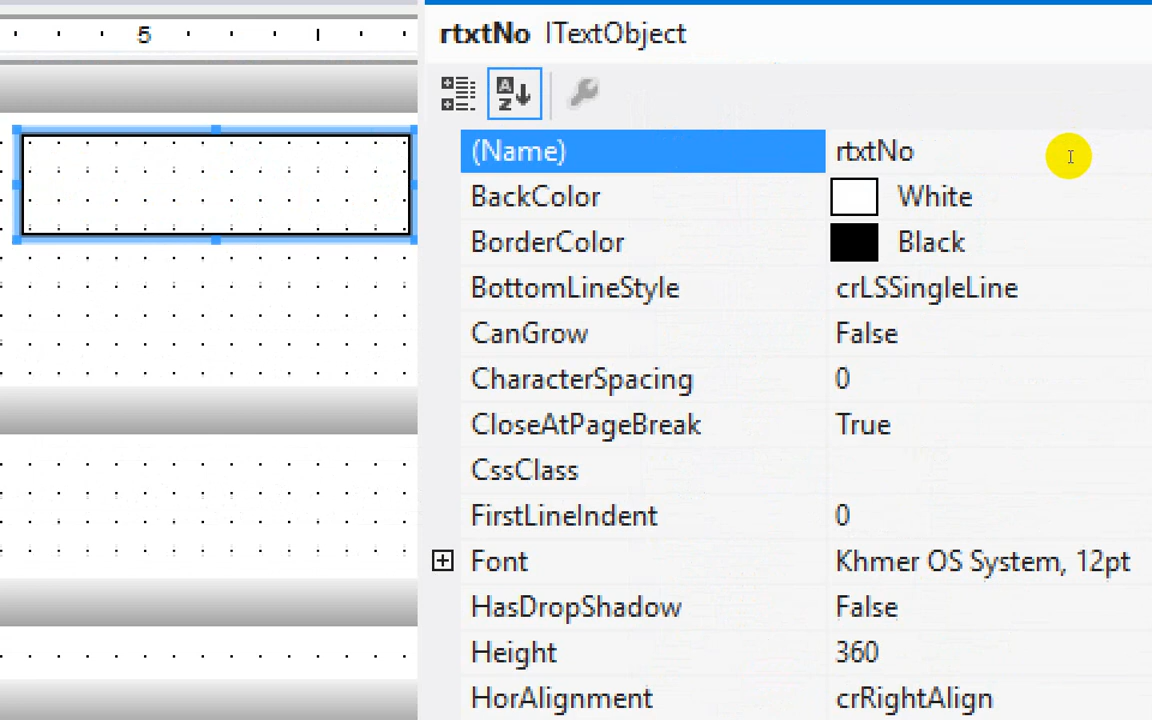 5
rtxtNo ITextObject
(Name) rtxtNo
BackColor White
BorderColor Black
BottomLineStyle crLSSingleLine
CanGrow False
CharacterSpacing 0
CloseAtPageBreak True
CssClass
FirstLineIndent 0
Font Khmer OS System, 12pt
HasDropShadow False
Height 360
HorAlignment crRightAlign